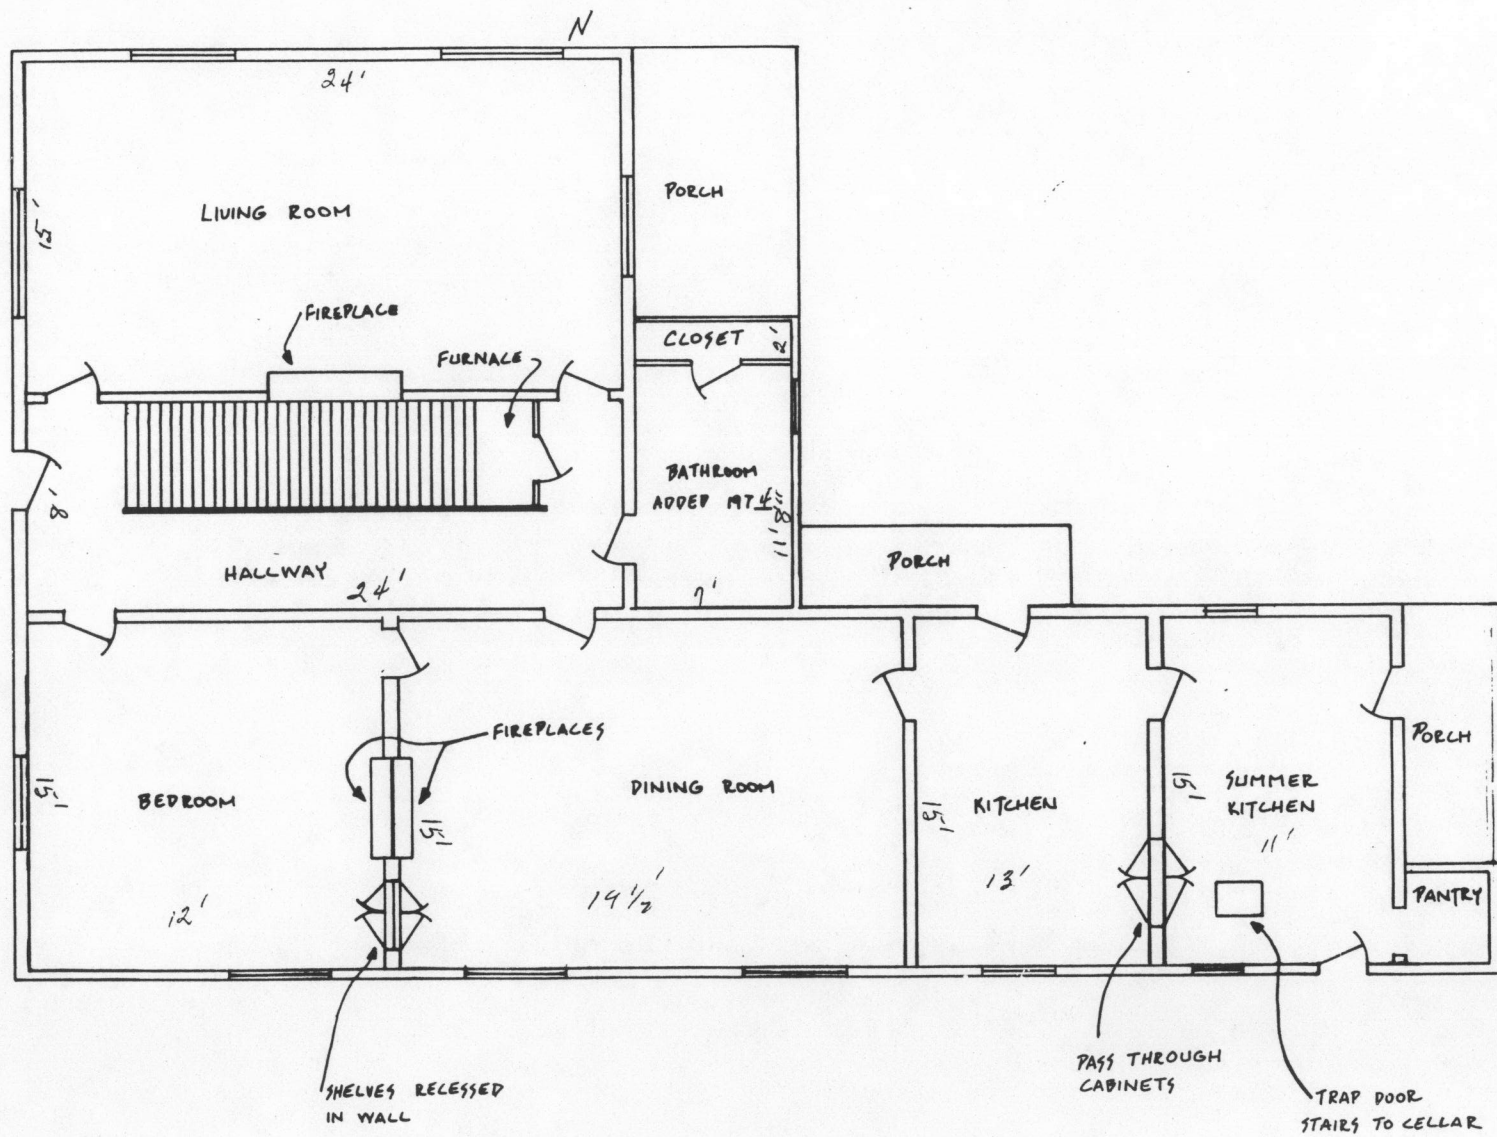 N
24'
LIVING ROOM
15'
PORCH
FIREPLACE
FURNACE
CLOSET
2'
BATHROOM
ADDED 1974
11' 8"
7'
8'
HALLWAY
24'
PORCH
FIREPLACES
BEDROOM
15'
12'
15'
DINING ROOM
19 1/2'
15'
KITCHEN
13'
15'
SUMMER
KITCHEN
11'
PORCH
PANTRY
SHELVES RECESSED
IN WALL
PASS THROUGH
CABINETS
TRAP DOOR
STAIRS TO CELLAR